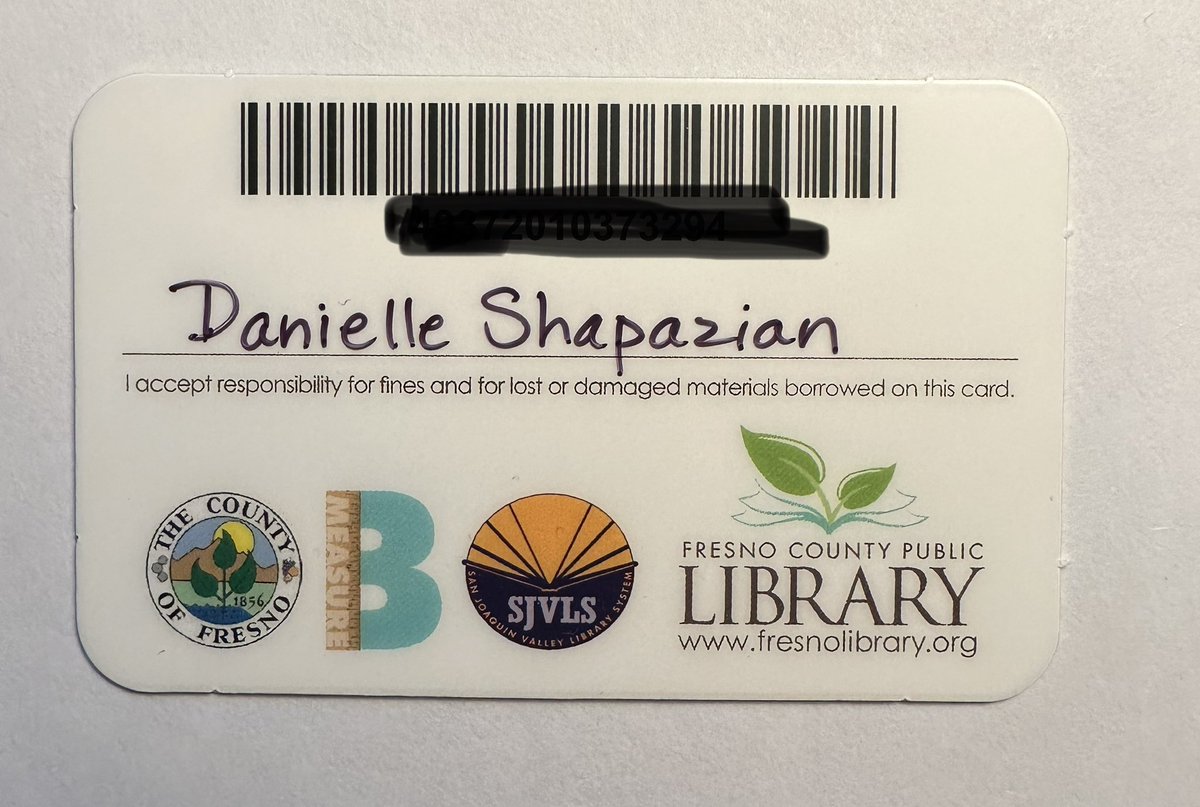 Danielle Shapazian
I accept responsibility for fines and for lost or damaged materials borrowed on this card.
THE COUNTY OF FRESNO
1856
MEASURE
B
SJVLS
SAN JOAQUIN VALLEY LIBRARY SYSTEM
FRESNO COUNTY PUBLIC
LIBRARY
www.fresnolibrary.org